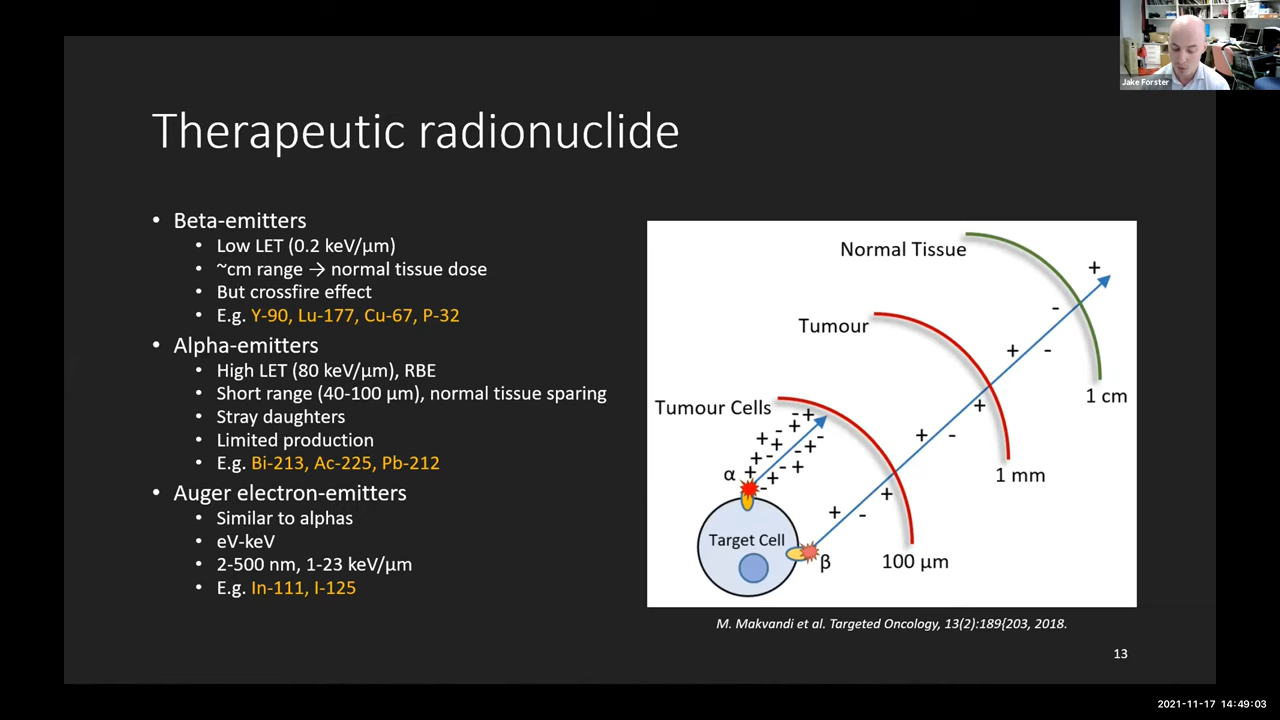 Jake Forster
Therapeutic radionuclide
• Beta-emitters
• Low LET (0.2 keV/μm)
• ~cm range → normal tissue dose
• But crossfire effect
• E.g. Y-90, Lu-177, Cu-67, P-32
• Alpha-emitters
• High LET (80 keV/μm), RBE
• Short range (40-100 μm), normal tissue sparing
• Stray daughters
• Limited production
• E.g. Bi-213, Ac-225, Pb-212
• Auger electron-emitters
• Similar to alphas
• eV-keV
• 2-500 nm, 1-23 keV/μm
• E.g. In-111, I-125
Normal Tissue
Tumour
Tumour Cells
1 cm
1 mm
α
Target Cell
β
100 μm
M. Makvandi et al. Targeted Oncology, 13(2):189{203, 2018.
13
2021-11-17 14:49:03